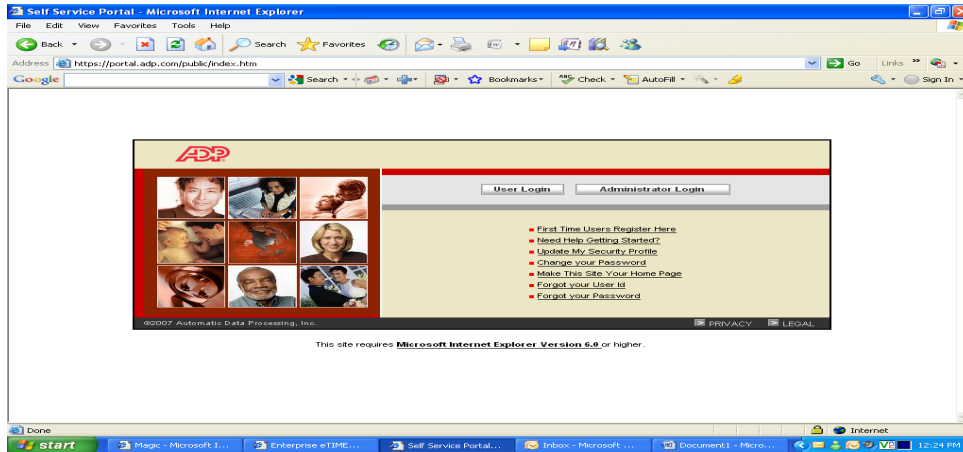 Self Service Portal - Microsoft Internet Explorer
File Edit View Favorites Tools Help
Back Search Favorites
Address https://portal.adp.com/public/index.htm Go Links »
Google Search Bookmarks Check AutoFill Sign In
ADP
User Login Administrator Login
First Time Users Register Here
Need Help Getting Started?
Update My Security Profile
Change your Password
Make This Site Your Home Page
Forgot your User Id
Forgot your Password
©2007 Automatic Data Processing, Inc. PRIVACY LEGAL
This site requires Microsoft Internet Explorer Version 6.0 or higher.
Done Internet
start Magic - Microsoft I... Enterprise eTIME... Self Service Portal... Inbox - Microsoft ... Document1 - Micro... 12:24 PM